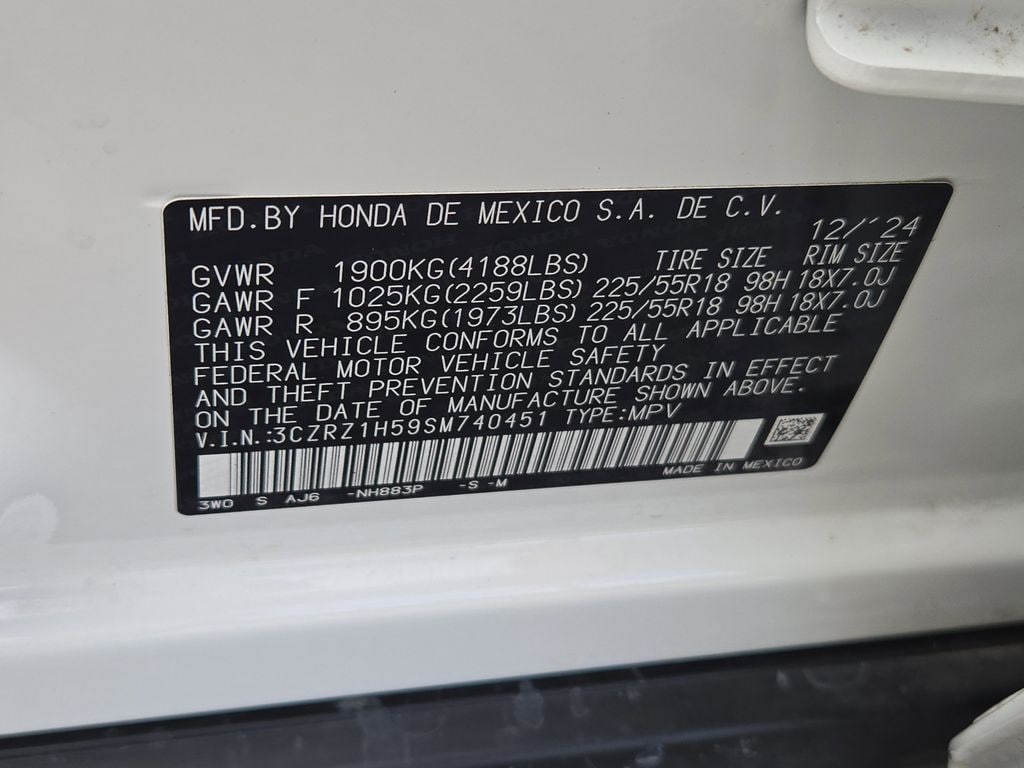 MFD. BY HONDA DE MEXICO S.A. DE C.V.
12/'24
GVWR 1900KG(4188LBS) TIRE SIZE RIM SIZE
GAWR F 1025KG(2259LBS) 225/55R18 98H 18X7.0J
GAWR R 895KG(1973LBS) 225/55R18 98H 18X7.0J
THIS VEHICLE CONFORMS TO ALL APPLICABLE
FEDERAL MOTOR VEHICLE SAFETY
AND THEFT PREVENTION STANDARDS IN EFFECT
ON THE DATE OF MANUFACTURE SHOWN ABOVE.
V.I.N.:3CZRZ1H59SM740451 TYPE:MPV
MADE IN MEXICO
3W0 S AJ6 -NH883P -S -M